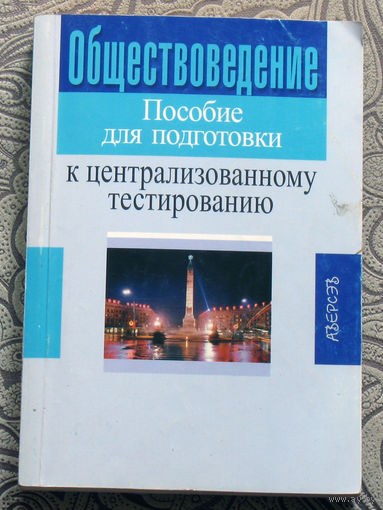 Обществоведение
Пособие
для подготовки
к централизованному
тестированию
АВЕРСЭВ